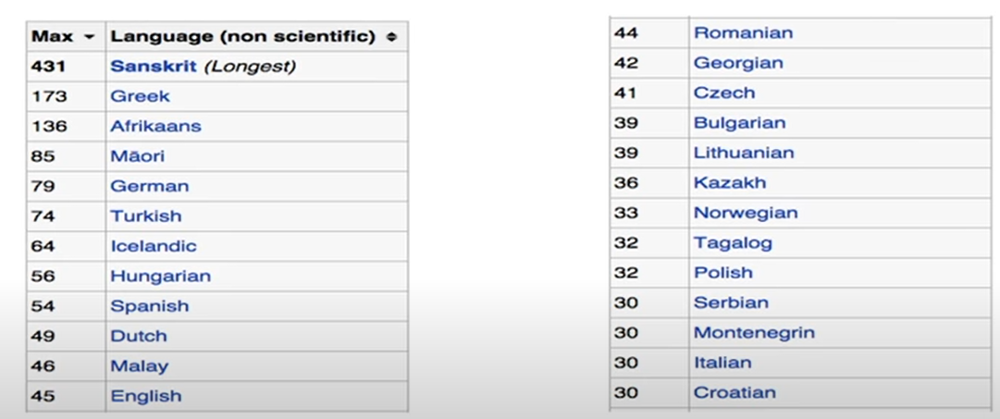 Max Language (non scientific)
431 Sanskrit (Longest)
173 Greek
136 Afrikaans
85 Māori
79 German
74 Turkish
64 Icelandic
56 Hungarian
54 Spanish
49 Dutch
46 Malay
45 English
44 Romanian
42 Georgian
41 Czech
39 Bulgarian
39 Lithuanian
36 Kazakh
33 Norwegian
32 Tagalog
32 Polish
30 Serbian
30 Montenegrin
30 Italian
30 Croatian